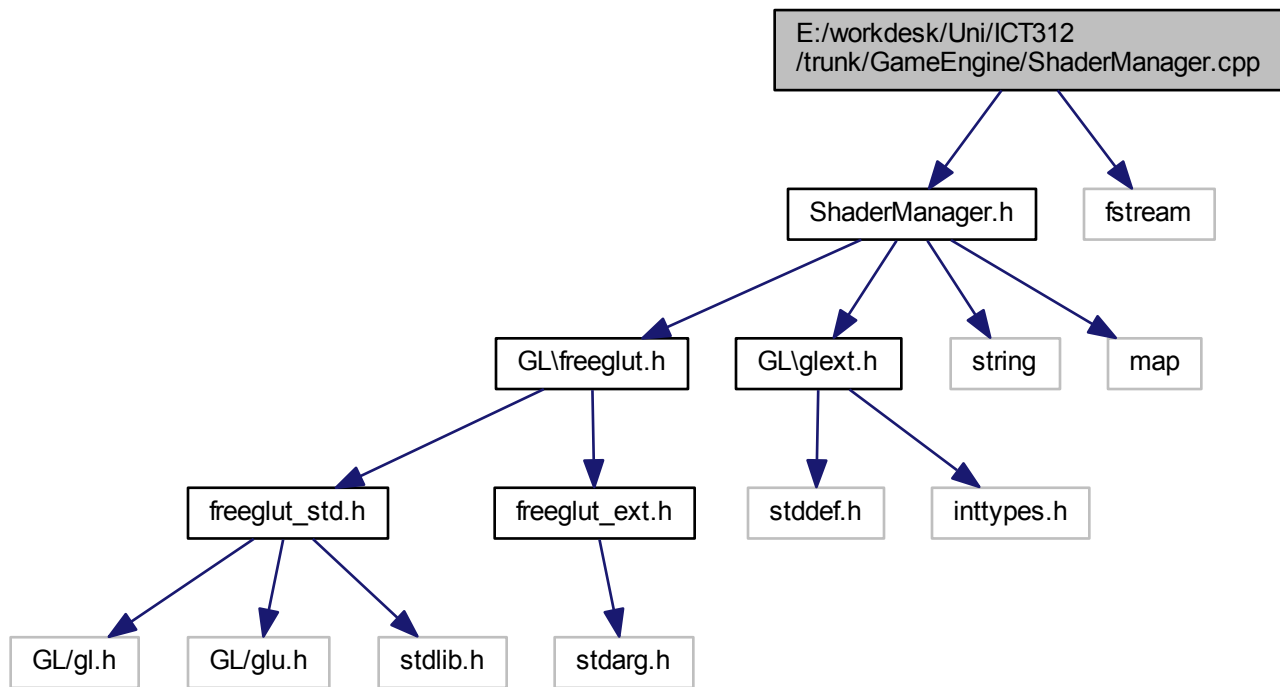 E:/workdesk/Uni/ICT312
/trunk/GameEngine/ShaderManager.cpp
ShaderManager.h
fstream
GL\freeglut.h
GL\glext.h
string
map
freeglut_std.h
freeglut_ext.h
stddef.h
inttypes.h
GL/gl.h
GL/glu.h
stdlib.h
stdarg.h